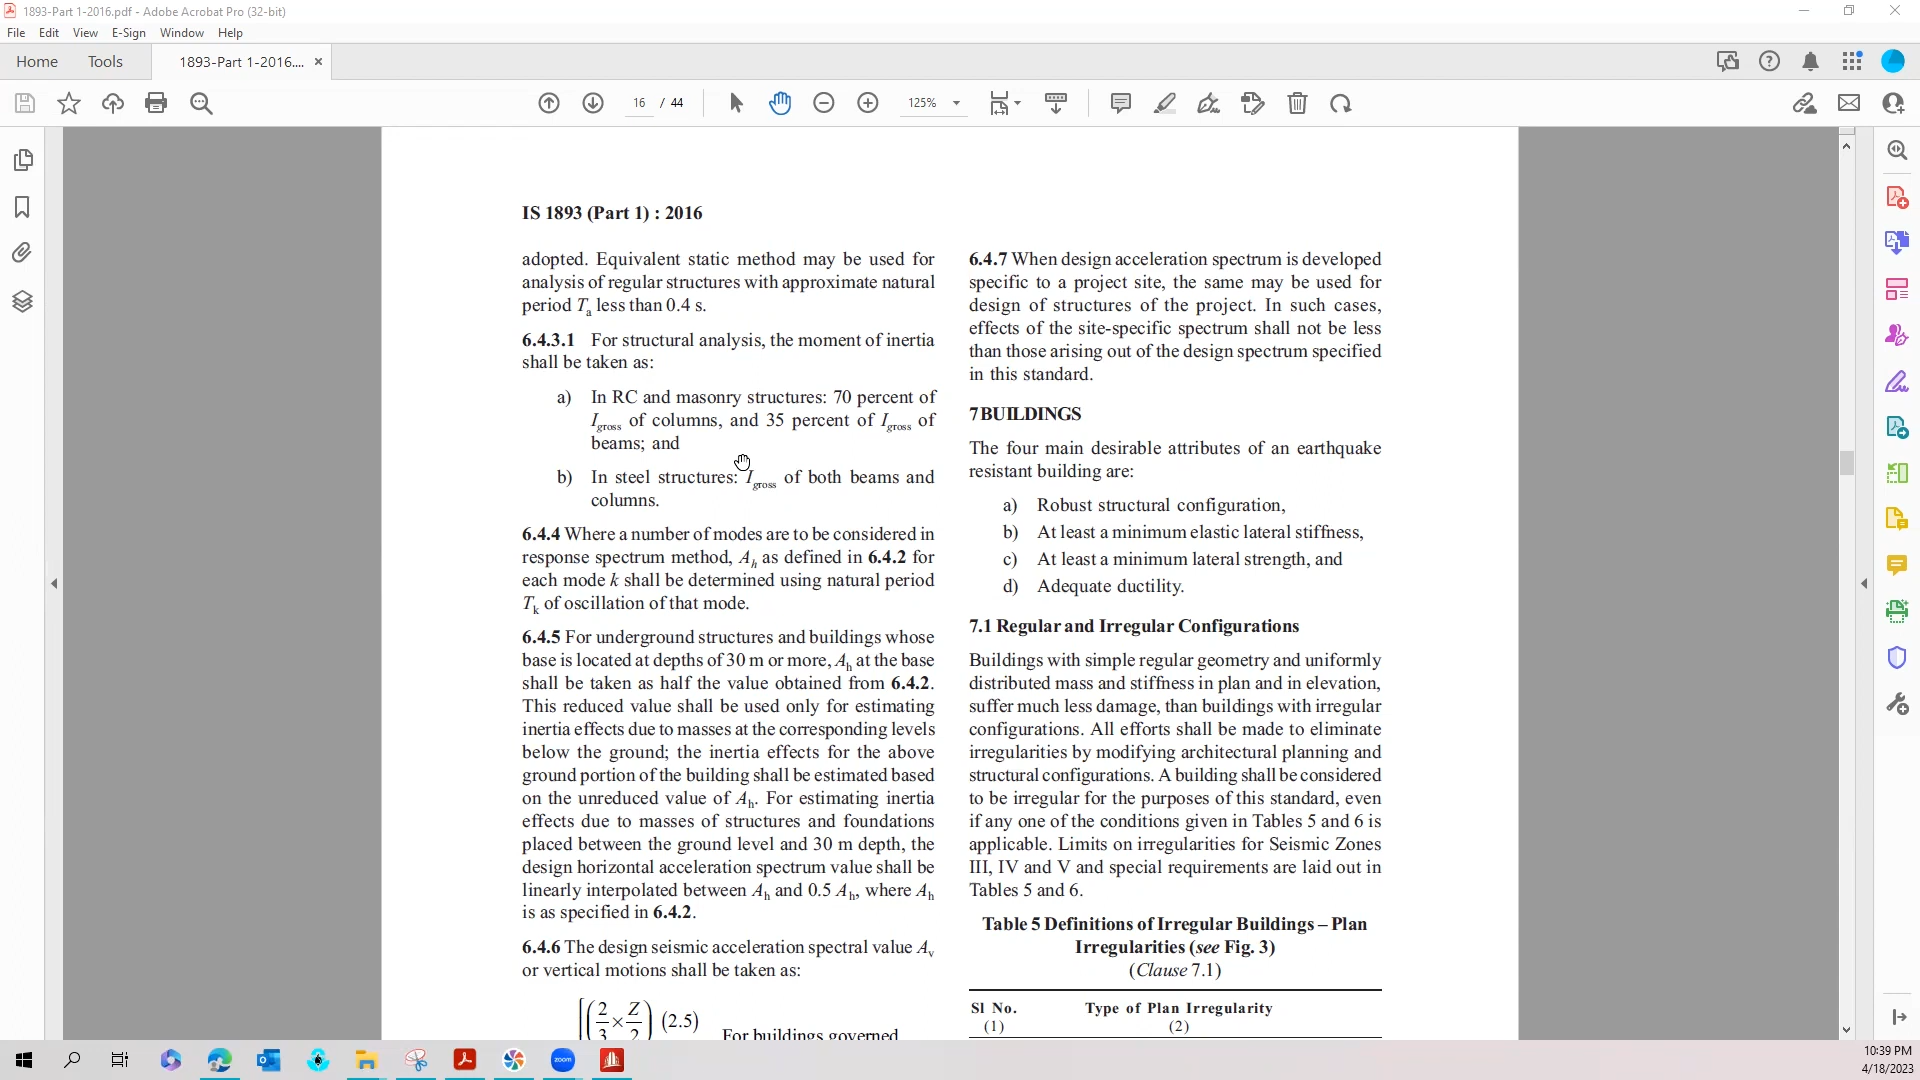 1893-Part 1-2016.pdf - Adobe Acrobat Pro (32-bit)
File Edit View E-Sign Window Help
Home Tools 1893-Part 1-2016.... ×
16 / 44 125%
IS 1893 (Part 1) : 2016
adopted. Equivalent static method may be used for
analysis of regular structures with approximate natural
period Ta less than 0.4 s.
6.4.3.1 For structural analysis, the moment of inertia
shall be taken as:
a) In RC and masonry structures: 70 percent of
Igross of columns, and 35 percent of Igross of
beams; and
b) In steel structures: Igross of both beams and
columns.
6.4.4 Where a number of modes are to be considered in
response spectrum method, Ah as defined in 6.4.2 for
each mode k shall be determined using natural period
Tk of oscillation of that mode.
6.4.5 For underground structures and buildings whose
base is located at depths of 30 m or more, Ah at the base
shall be taken as half the value obtained from 6.4.2.
This reduced value shall be used only for estimating
inertia effects due to masses at the corresponding levels
below the ground; the inertia effects for the above
ground portion of the building shall be estimated based
on the unreduced value of Ah. For estimating inertia
effects due to masses of structures and foundations
placed between the ground level and 30 m depth, the
design horizontal acceleration spectrum value shall be
linearly interpolated between Ah and 0.5 Ah, where Ah
is as specified in 6.4.2.
6.4.6 The design seismic acceleration spectral value Av
or vertical motions shall be taken as:
[(2/3 × Z/2) (2.5)
For buildings governed
6.4.7 When design acceleration spectrum is developed
specific to a project site, the same may be used for
design of structures of the project. In such cases,
effects of the site-specific spectrum shall not be less
than those arising out of the design spectrum specified
in this standard.
7 BUILDINGS
The four main desirable attributes of an earthquake
resistant building are:
a) Robust structural configuration,
b) At least a minimum elastic lateral stiffness,
c) At least a minimum lateral strength, and
d) Adequate ductility.
7.1 Regular and Irregular Configurations
Buildings with simple regular geometry and uniformly
distributed mass and stiffness in plan and in elevation,
suffer much less damage, than buildings with irregular
configurations. All efforts shall be made to eliminate
irregularities by modifying architectural planning and
structural configurations. A building shall be considered
to be irregular for the purposes of this standard, even
if any one of the conditions given in Tables 5 and 6 is
applicable. Limits on irregularities for Seismic Zones
III, IV and V and special requirements are laid out in
Tables 5 and 6.
Table 5 Definitions of Irregular Buildings – Plan
Irregularities (see Fig. 3)
(Clause 7.1)
Sl No. Type of Plan Irregularity
(1) (2)
zoom
10:39 PM
4/18/2023